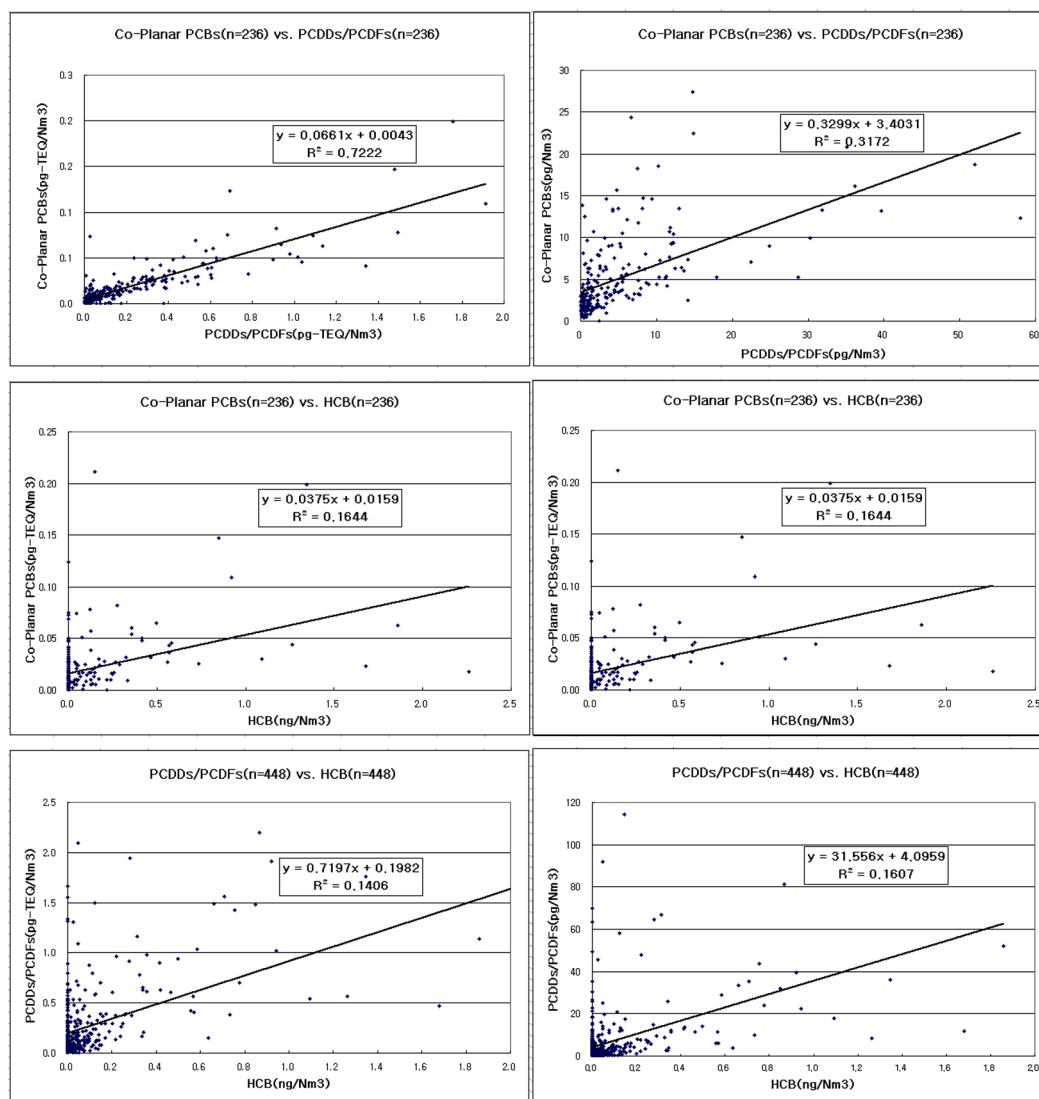 Co-Planar PCBs(n=236) vs. PCDDs/PCDFs(n=236)
Co-Planar PCBs(pg-TEQ/Nm3)
0.3
0.2
0.2
0.1
0.1
0.0
y = 0.0661x + 0.0043
R² = 0.7222
0.0 0.2 0.4 0.6 0.8 1.0 1.2 1.4 1.6 1.8 2.0
PCDDs/PCDFs(pg-TEQ/Nm3)
Co-Planar PCBs(n=236) vs. PCDDs/PCDFs(n=236)
Co-Planar PCBs(pg/Nm3)
30
25
20
15
10
5
0
y = 0.3299x + 3.4031
R² = 0.3172
0 10 20 30 40 50 60
PCDDs/PCDFs(pg/Nm3)
Co-Planar PCBs(n=236) vs. HCB(n=236)
Co-Planar PCBs(pg-TEQ/Nm3)
0.25
0.20
0.15
0.10
0.05
0.00
y = 0.0375x + 0.0159
R² = 0.1644
0.0 0.5 1.0 1.5 2.0 2.5
HCB(ng/Nm3)
Co-Planar PCBs(n=236) vs. HCB(n=236)
Co-Planar PCBs(pg-TEQ/Nm3)
0.25
0.20
0.15
0.10
0.05
0.00
y = 0.0375x + 0.0159
R² = 0.1644
0.0 0.5 1.0 1.5 2.0 2.5
HCB(ng/Nm3)
PCDDs/PCDFs(n=448) vs. HCB(n=448)
PCDDs/PCDFs(pg-TEQ/Nm3)
2.5
2.0
1.5
1.0
0.5
0.0
y = 0.7197x + 0.1982
R² = 0.1406
0.0 0.2 0.4 0.6 0.8 1.0 1.2 1.4 1.6 1.8 2.0
HCB(ng/Nm3)
PCDDs/PCDFs(n=448) vs. HCB(n=448)
PCDDs/PCDFs(pg/Nm3)
120
100
80
60
40
20
0
y = 31.556x + 4.0959
R² = 0.1607
0.0 0.2 0.4 0.6 0.8 1.0 1.2 1.4 1.6 1.8 2.0
HCB(ng/Nm3)